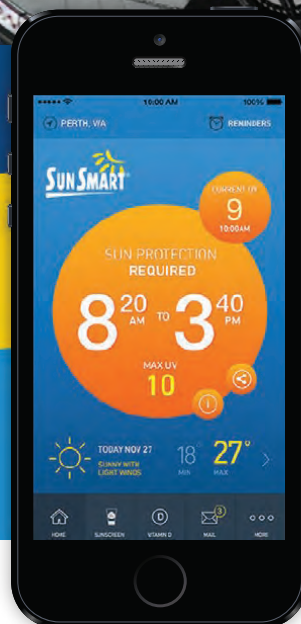 10:00 AM 100%
PERTH, WA REMINDERS
SUNSMART
CURRENT UV
9
10:00AM
SUN PROTECTION
REQUIRED
8 20 AM TO 3 40 PM
MAX UV
10
i
TODAY NOV 27 18° 27°
SUNNY WITH
LIGHT WINDS MIN MAX
D 3
HOME SUNSCREEN VITAMIN D MAIL MORE